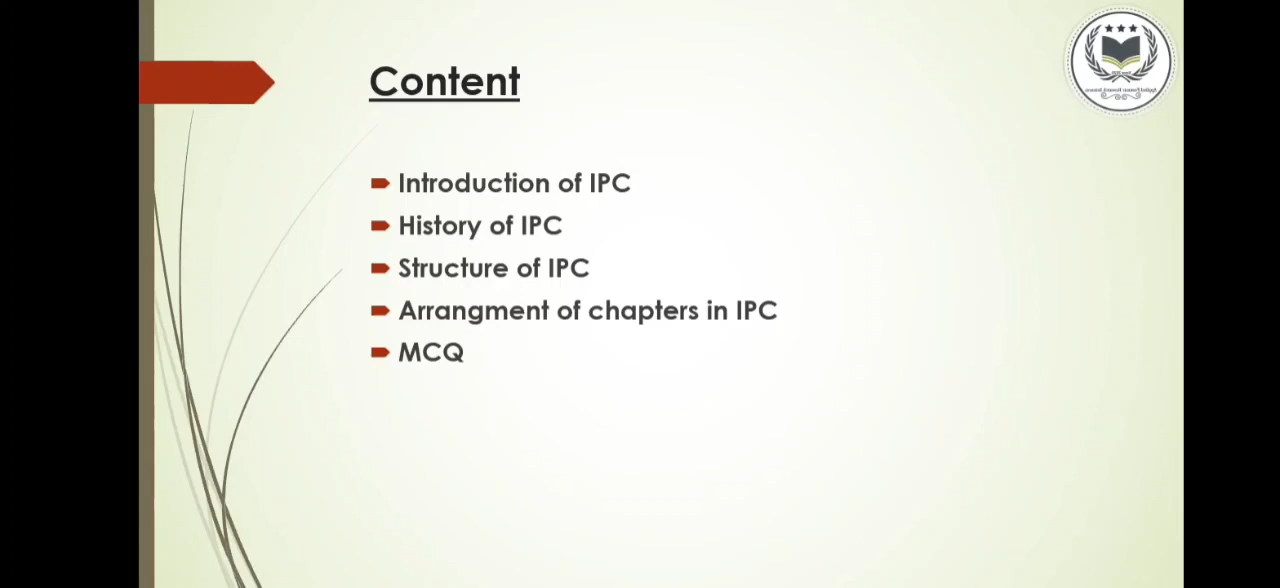 Content
Introduction of IPC
History of IPC
Structure of IPC
Arrangment of chapters in IPC
MCQ